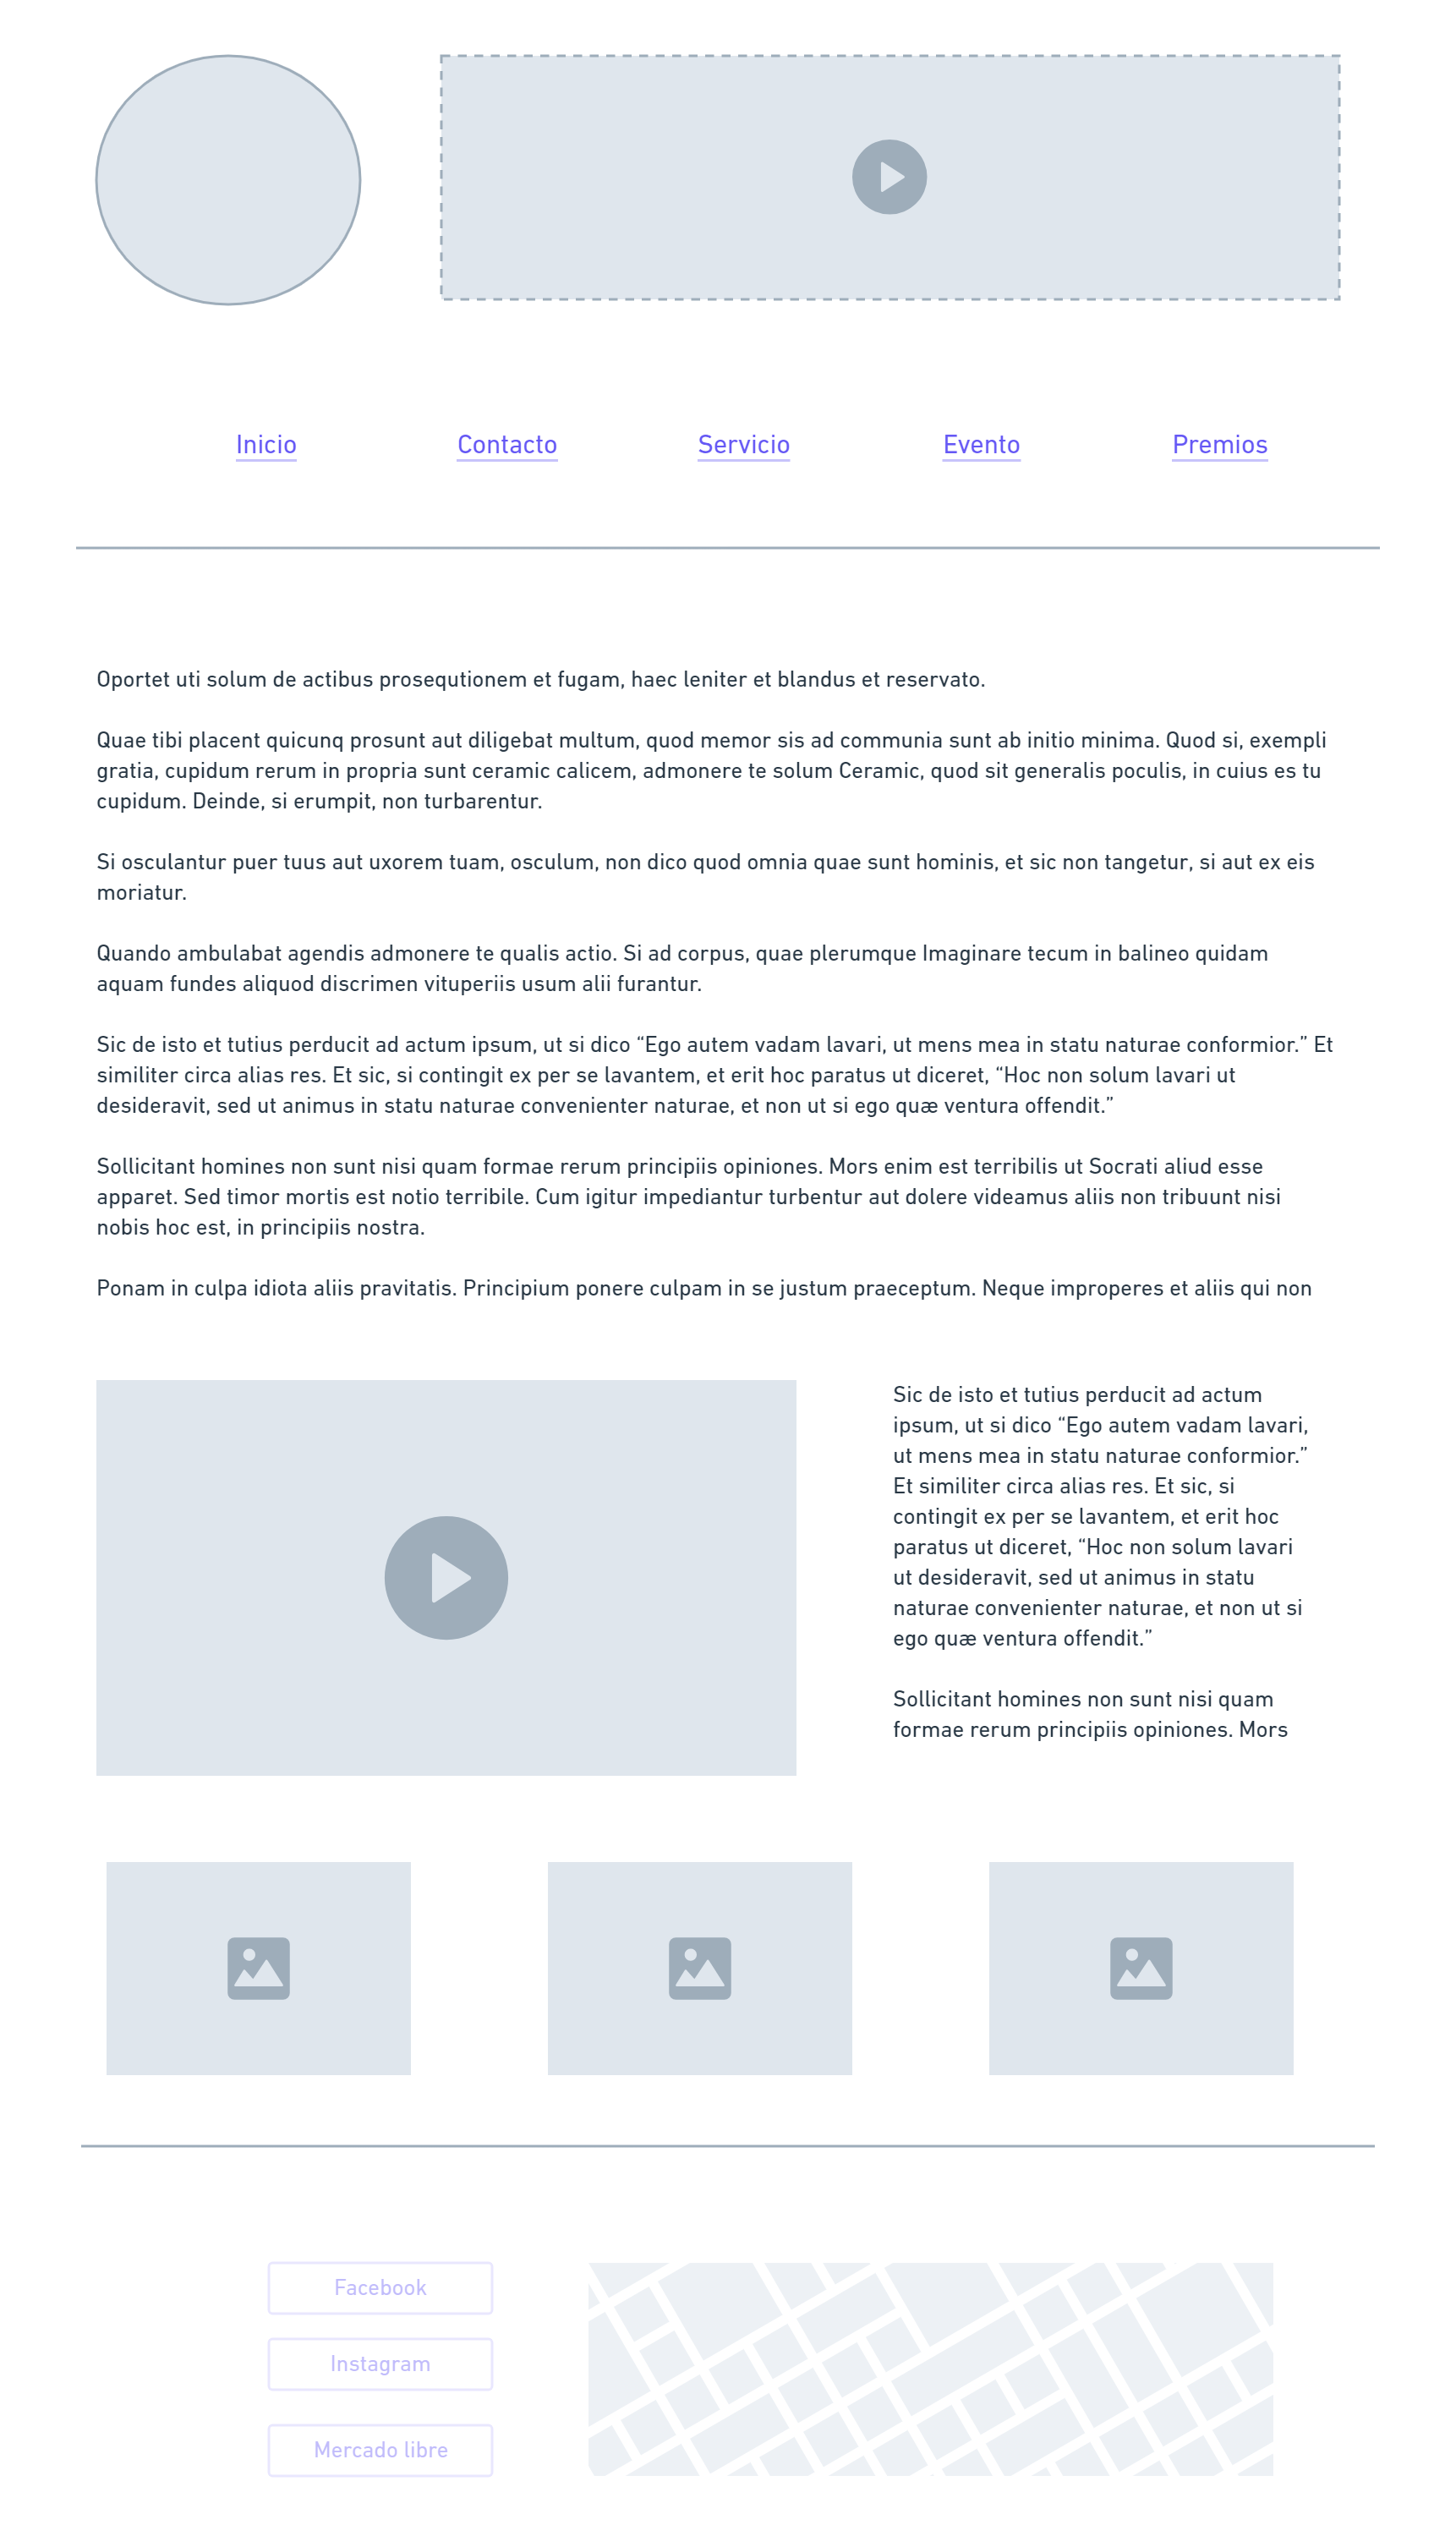 Inicio
Contacto
Servicio
Evento
Premios
Oportet uti solum de actibus prosequtionem et fugam, haec leniter et blandus et reservato.
Quae tibi placent quicunq prosunt aut diligebat multum, quod memor sis ad communia sunt ab initio minima. Quod si, exempli
gratia, cupidum rerum in propria sunt ceramic calicem, admonere te solum Ceramic, quod sit generalis poculis, in cuius es tu
cupidum. Deinde, si erumpit, non turbarentur.
Si osculantur puer tuus aut uxorem tuam, osculum, non dico quod omnia quae sunt hominis, et sic non tangetur, si aut ex eis
moriatur.
Quando ambulabat agendis admonere te qualis actio. Si ad corpus, quae plerumque Imaginare tecum in balineo quidam
aquam fundes aliquod discrimen vituperiis usum alii furantur.
Sic de isto et tutius perducit ad actum ipsum, ut si dico “Ego autem vadam lavari, ut mens mea in statu naturae conformior.” Et
similiter circa alias res. Et sic, si contingit ex per se lavantem, et erit hoc paratus ut diceret, “Hoc non solum lavari ut
desideravit, sed ut animus in statu naturae convenienter naturae, et non ut si ego quæ ventura offendit.”
Sollicitant homines non sunt nisi quam formae rerum principiis opiniones. Mors enim est terribilis ut Socrati aliud esse
apparet. Sed timor mortis est notio terribile. Cum igitur impediantur turbentur aut dolere videamus aliis non tribuunt nisi
nobis hoc est, in principiis nostra.
Ponam in culpa idiota aliis pravitatis. Principium ponere culpam in se justum praeceptum. Neque improperes et aliis qui non
Sic de isto et tutius perducit ad actum
ipsum, ut si dico “Ego autem vadam lavari,
ut mens mea in statu naturae conformior.”
Et similiter circa alias res. Et sic, si
contingit ex per se lavantem, et erit hoc
paratus ut diceret, “Hoc non solum lavari
ut desideravit, sed ut animus in statu
naturae convenienter naturae, et non ut si
ego quæ ventura offendit.”
Sollicitant homines non sunt nisi quam
formae rerum principiis opiniones. Mors
Facebook
Instagram
Mercado libre